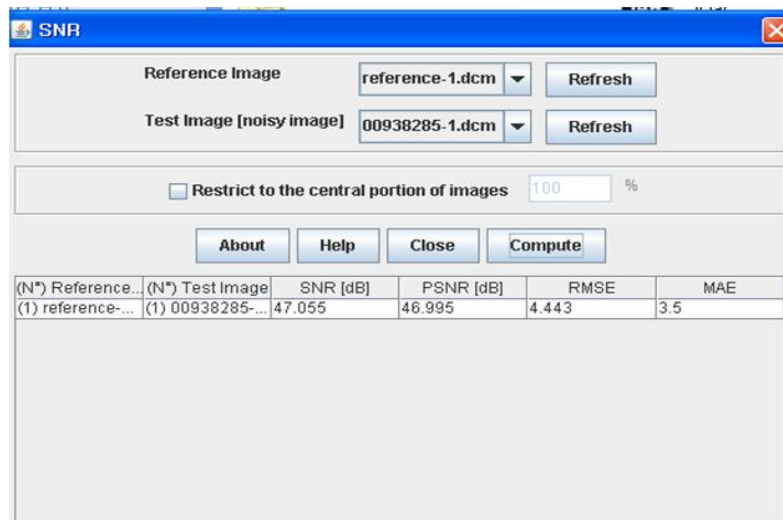 SNR
Reference Image reference-1.dcm Refresh
Test Image [noisy image] 00938285-1.dcm Refresh
Restrict to the central portion of images 100 %
About Help Close Compute
(N°) Reference... (N°) Test Image SNR [dB] PSNR [dB] RMSE MAE
(1) reference-... (1) 00938285-... 47.055 46.995 4.443 3.5